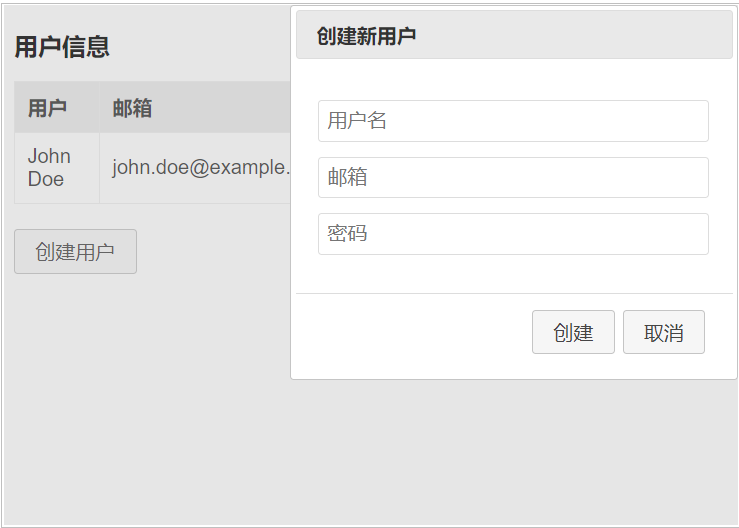 用户信息
用户 邮箱
John
Doe
john.doe@example.
创建用户
创建新用户
用户名
邮箱
密码
创建 取消